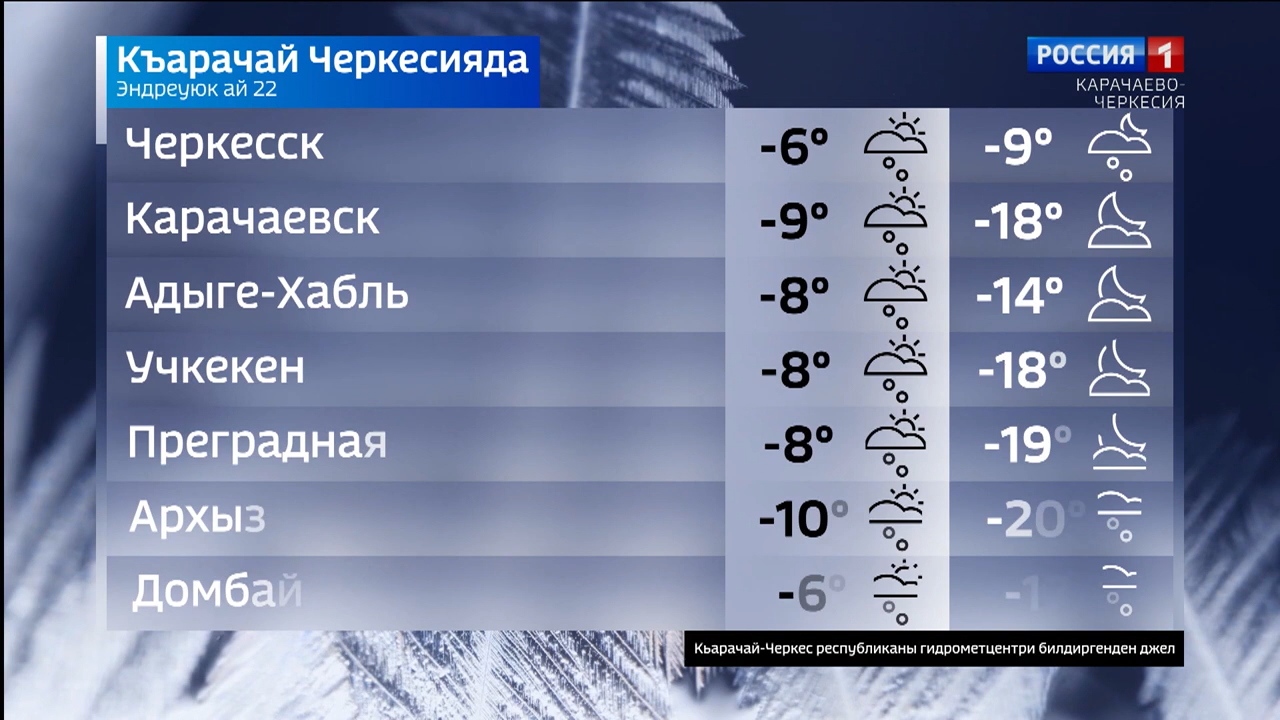 Къарачай Черкесияда
Эндреуюк ай 22
РОССИЯ 1
КАРАЧАЕВО-
ЧЕРКЕСИЯ
Черкесск -6° -9°
Карачаевск -9° -18°
Адыге-Хабль -8° -14°
Учкекен -8° -18°
Преградная -8° -19°
Архыз -10° -20°
Домбай -6°
Кьарачай-Черкес республиканы гидрометцентри билдиргенден джел